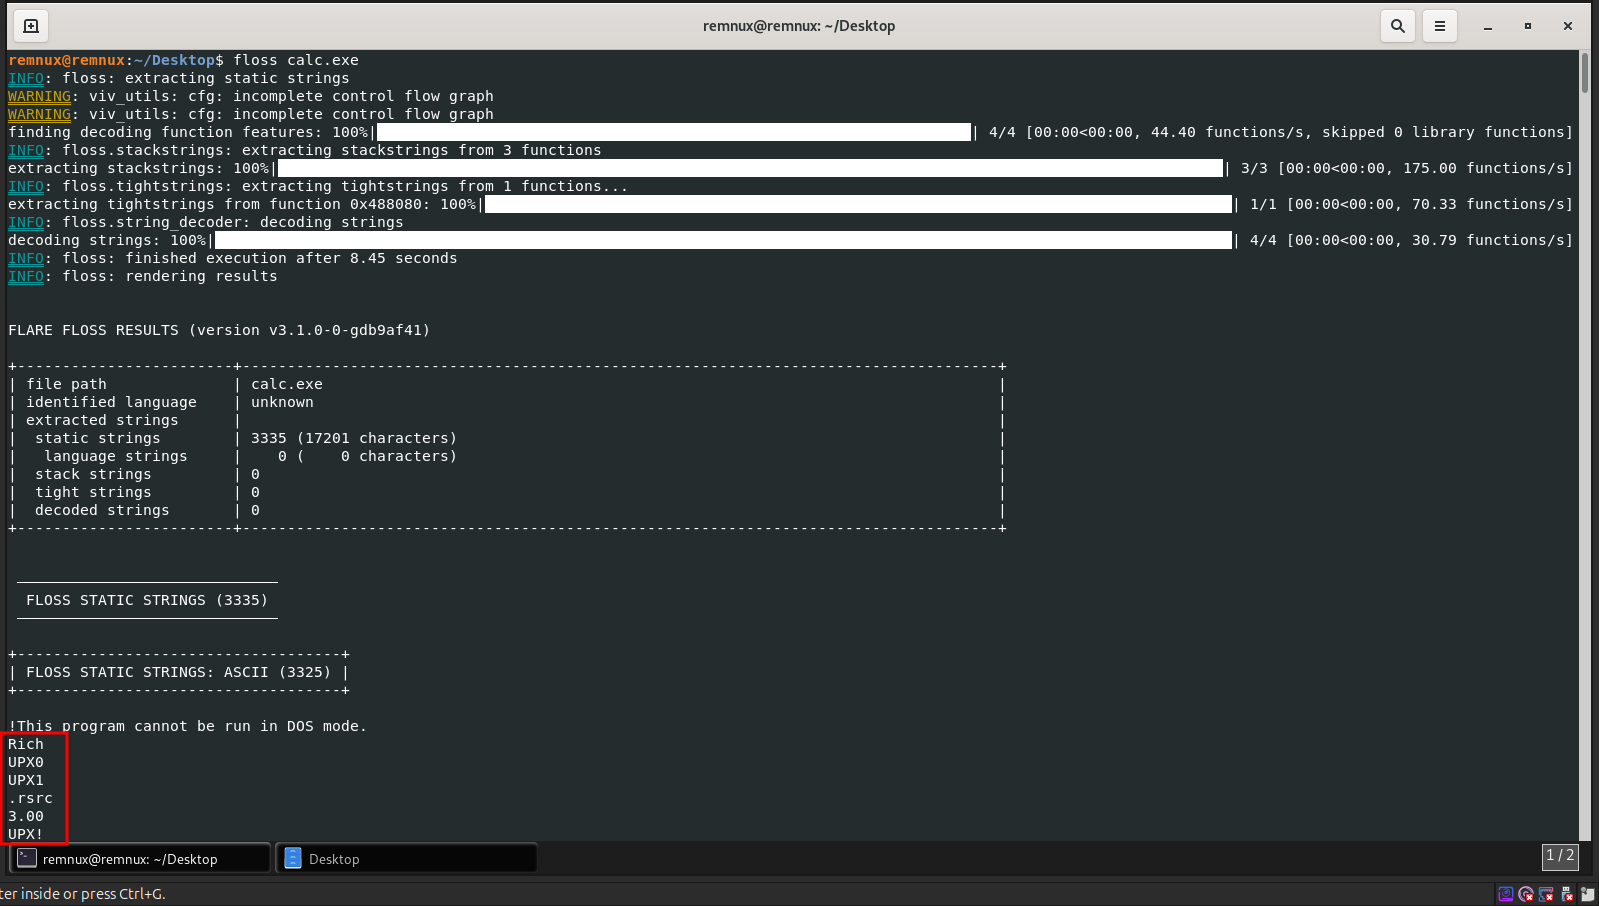 remnux@remnux: ~/Desktop
remnux@remnux:~/Desktop$ floss calc.exe
INFO: floss: extracting static strings
WARNING: viv_utils: cfg: incomplete control flow graph
WARNING: viv_utils: cfg: incomplete control flow graph
finding decoding function features: 100%| | 4/4 [00:00<00:00, 44.40 functions/s, skipped 0 library functions]
INFO: floss.stackstrings: extracting stackstrings from 3 functions
extracting stackstrings: 100%| | 3/3 [00:00<00:00, 175.00 functions/s]
INFO: floss.tightstrings: extracting tightstrings from 1 functions...
extracting tightstrings from function 0x488080: 100%| | 1/1 [00:00<00:00, 70.33 functions/s]
INFO: floss.string_decoder: decoding strings
decoding strings: 100%| | 4/4 [00:00<00:00, 30.79 functions/s]
INFO: floss: finished execution after 8.45 seconds
INFO: floss: rendering results
FLARE FLOSS RESULTS (version v3.1.0-0-gdb9af41)
+------------------------+------------------------------------------------------------------------------------+
| file path | calc.exe |
| identified language | unknown |
| extracted strings | |
| static strings | 3335 (17201 characters) |
| language strings | 0 ( 0 characters) |
| stack strings | 0 |
| tight strings | 0 |
| decoded strings | 0 |
+------------------------+------------------------------------------------------------------------------------+
FLOSS STATIC STRINGS (3335)
+------------------------------------+
| FLOSS STATIC STRINGS: ASCII (3325) |
+------------------------------------+
!This program cannot be run in DOS mode.
Rich
UPX0
UPX1
.rsrc
3.00
UPX!
remnux@remnux: ~/Desktop
Desktop
1 / 2
ter inside or press Ctrl+G.